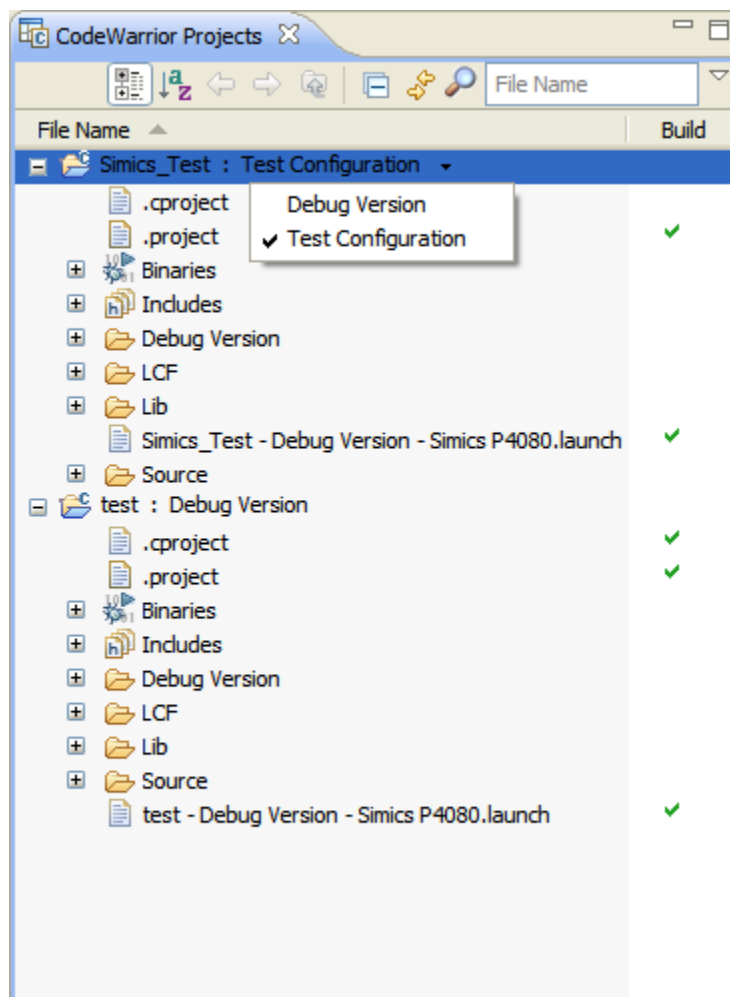 CodeWarrior Projects
File Name
File Name Build
Simics_Test : Test Configuration
.cproject
Debug Version
.project
Test Configuration
Binaries
Includes
Debug Version
LCF
Lib
Simics_Test - Debug Version - Simics P4080.launch
Source
test : Debug Version
.cproject
.project
Binaries
Includes
Debug Version
LCF
Lib
Source
test - Debug Version - Simics P4080.launch